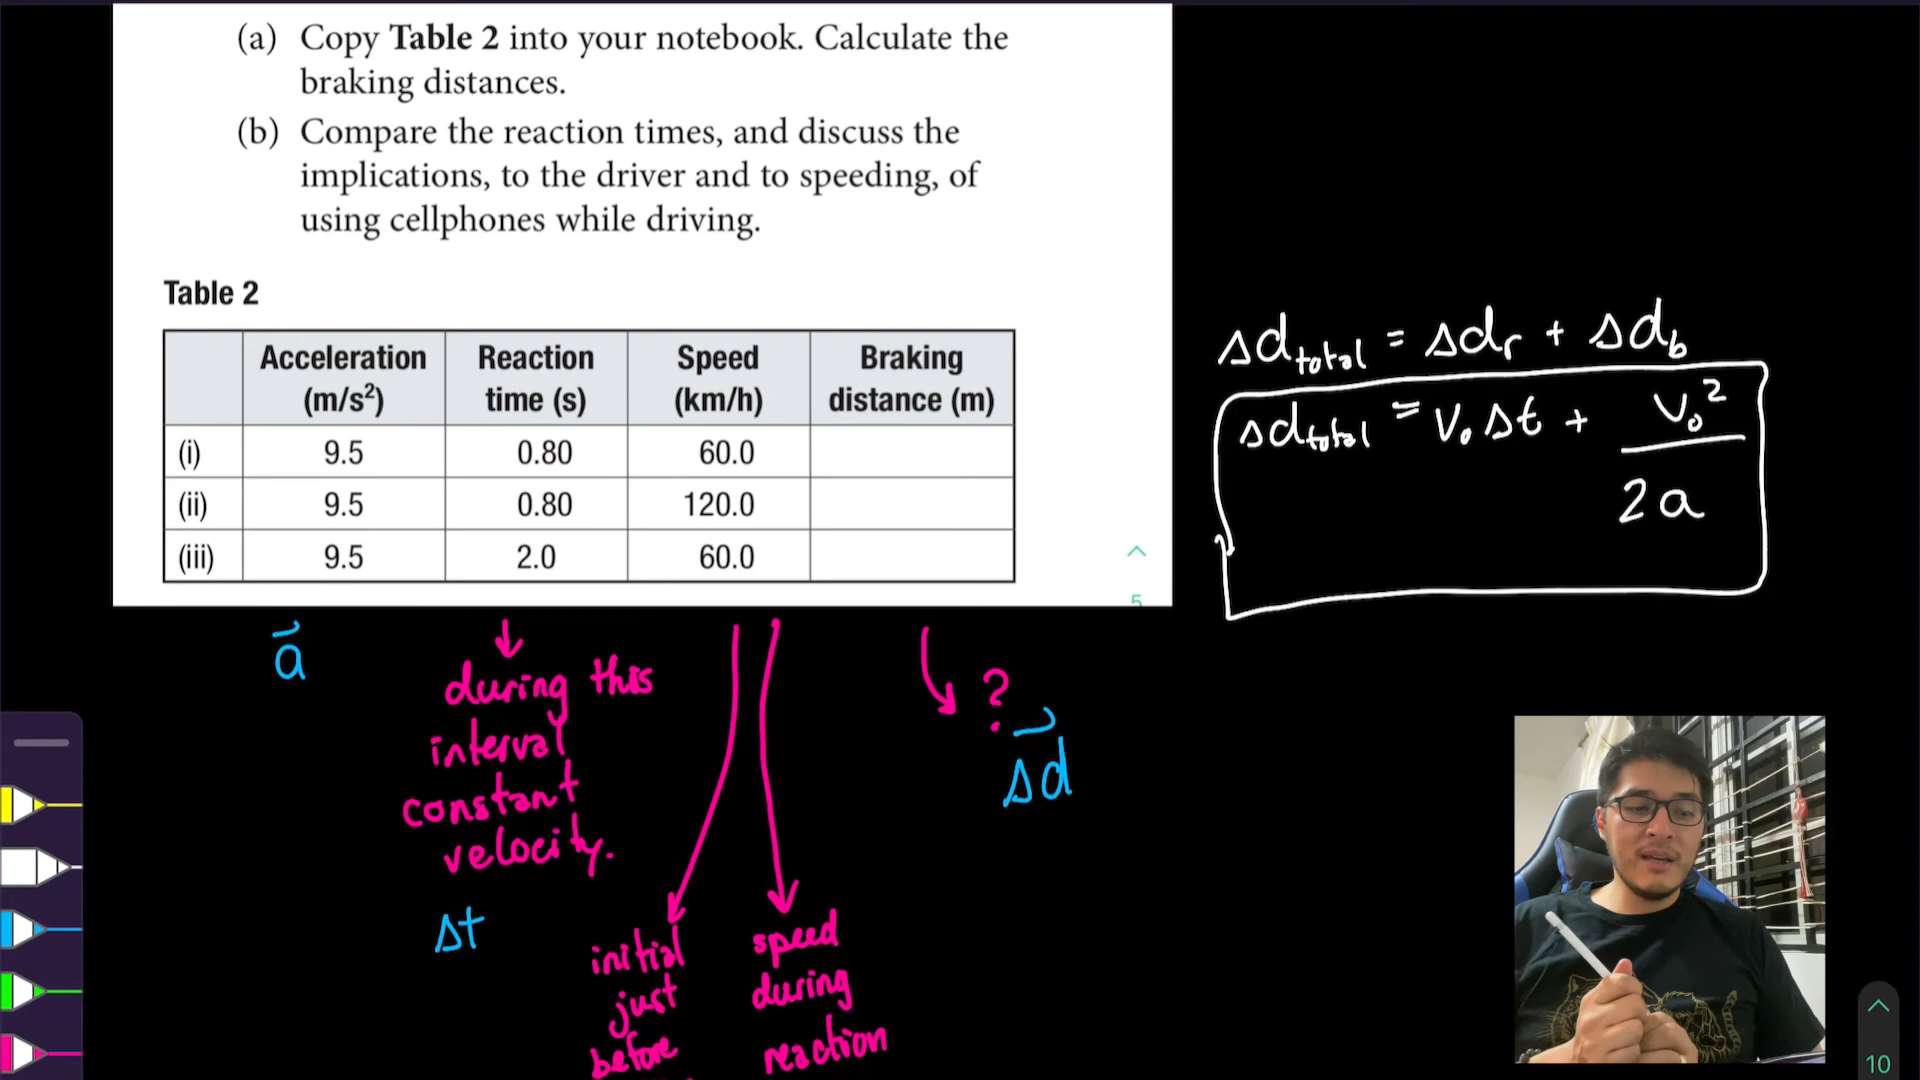 (a) Copy Table 2 into your notebook. Calculate the
braking distances.
(b) Compare the reaction times, and discuss the
implications, to the driver and to speeding, of
using cellphones while driving.
Table 2
Acceleration (m/s²) Reaction time (s) Speed (km/h) Braking distance (m)
(i) 9.5 0.80 60.0
(ii) 9.5 0.80 120.0
(iii) 9.5 2.0 60.0
5
Δd_total = Δd_r + Δd_b
Δd_total = V₀ Δt + V₀² / 2a
a⃗
during this
interval
constant
velocity.
Δt
initial
just
before
speed
during
reaction
?
Δd⃗
10